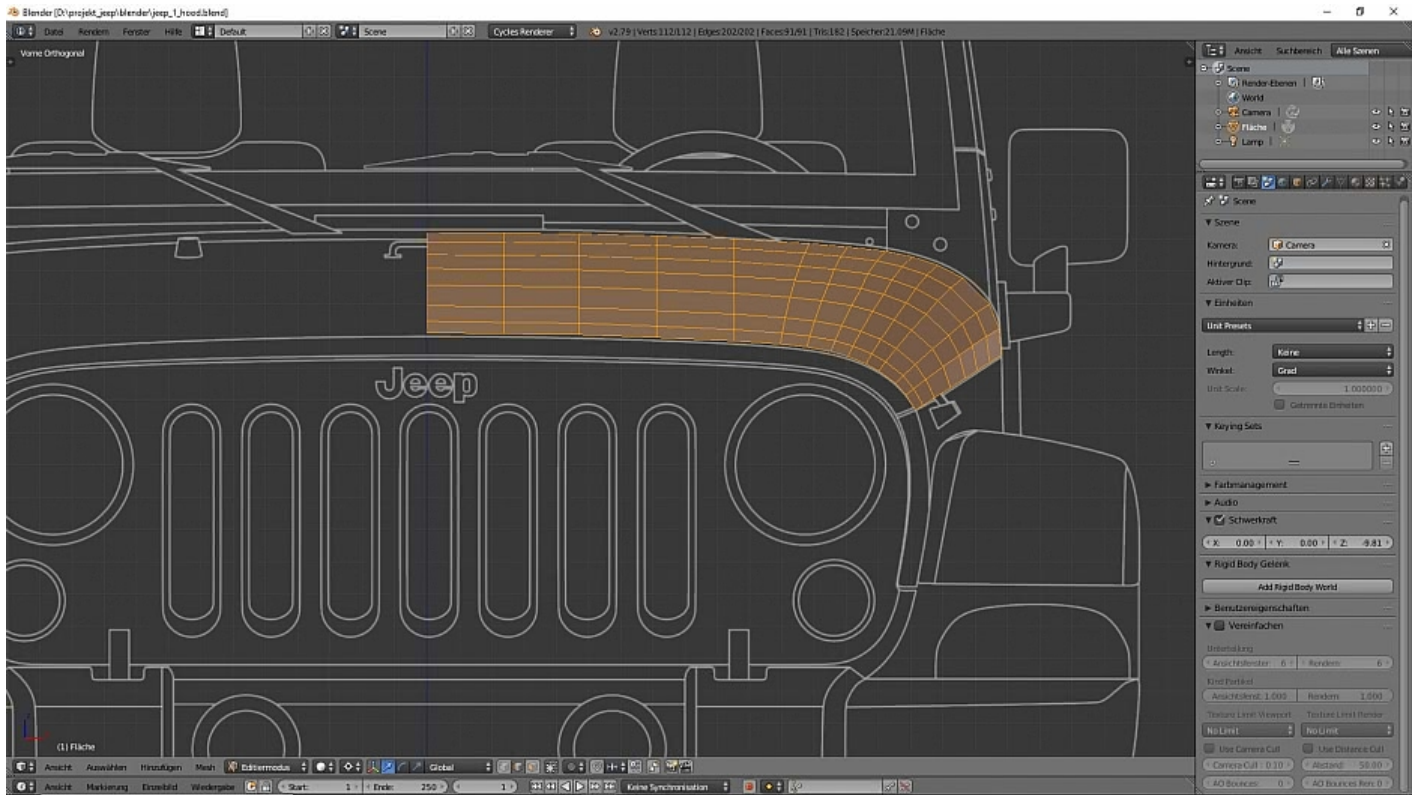 Blender [D:\projekt_jeep\blender\jeep_1_hood.blend]
Datei Rendern Fenster Hilfe Default Scene Cycles Renderer v2.79 | Verts:112/112 | Edges:202/202 | Faces:91/91 | Tris:182 | Speicher:21.09M | Fläche
Vorne Orthogonal
Jeep
(1) Fläche
Ansicht Auswählen Hinzufügen Mesh Editiermodus Global
Ansicht Markierung Einzelbild Wiedergabe Start: 1 Ende: 250 1 Keine Synchronisation
Ansicht Suchbereich Alle Szenen
Scene
Render-Ebenen |
World
Camera |
Fläche |
Lamp |
Scene
Szene
Kamera: Camera
Hintergrund:
Aktiver Clip:
Einheiten
Unit Presets
Length: Keine
Winkel: Grad
Unit Scale: 1.000000
Getrennte Einheiten
Keying Sets
Farbmanagement
Audio
Schwerkraft
X: 0.00 Y: 0.00 Z: -9.81
Rigid Body Gelenk
Add Rigid Body World
Benutzereigenschaften
Vereinfachen
Unterteilung
Ansichtsfenster: 6 Rendern: 6
Kind Partikel
Ansichtsfenst: 1.000 Rendern: 1.000
Texture Limit Viewport Texture Limit Render
No Limit No Limit
Use Camera Cull Use Distance Cull
Camera Cull: 0.10 Abstand: 50.00
AO Bounces: 0 AO Bounces Ren: 0